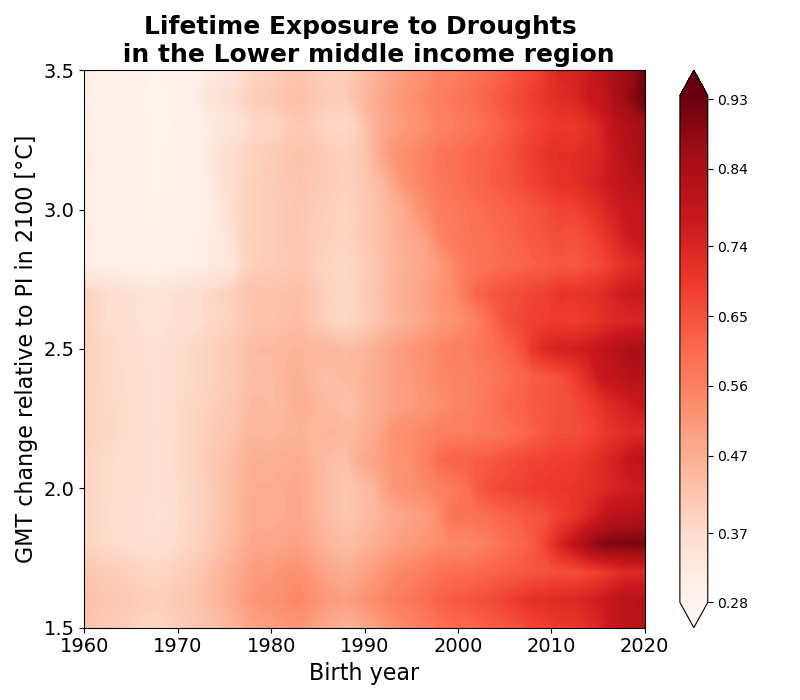 Lifetime Exposure to Droughts
in the Lower middle income region
GMT change relative to PI in 2100 [°C]
3.5
3.0
2.5
2.0
1.5
1960 1970 1980 1990 2000 2010 2020
Birth year
0.93
0.84
0.74
0.65
0.56
0.47
0.37
0.28